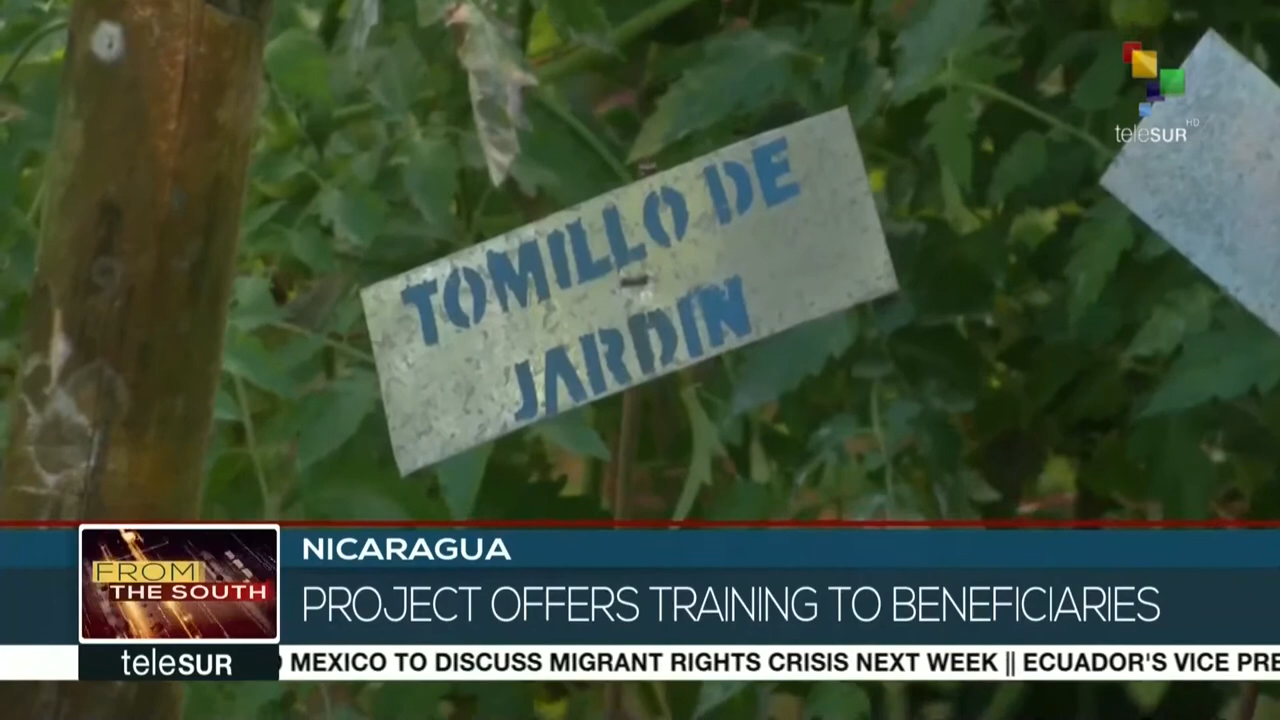 teleSUR HD
TOMILLO DE
JARDIN
NICARAGUA
FROM
THE SOUTH
PROJECT OFFERS TRAINING TO BENEFICIARIES
teleSUR
MEXICO TO DISCUSS MIGRANT RIGHTS CRISIS NEXT WEEK || ECUADOR'S VICE PRE